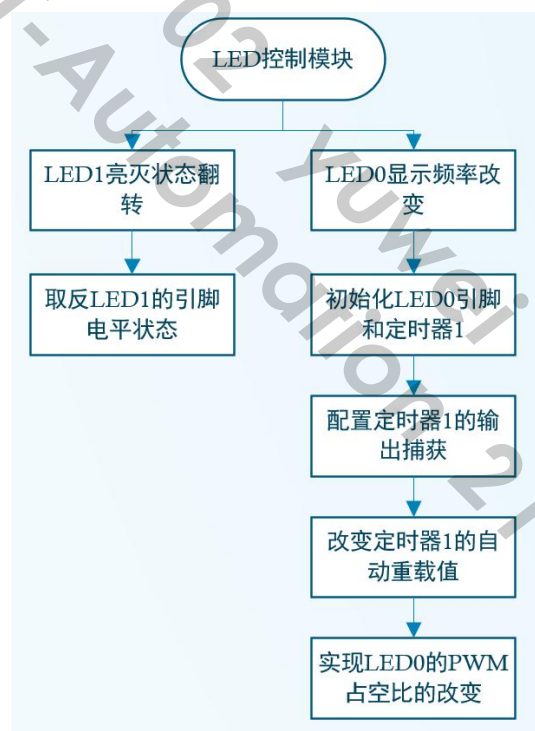 LED控制模块
LED1亮灭状态翻
转
取反LED1的引脚
电平状态
LED0显示频率改
变
初始化LED0引脚
和定时器1
配置定时器1的输
出捕获
改变定时器1的自
动重载值
实现LED0的PWM
占空比的改变
02 yuwei
-Automation 21